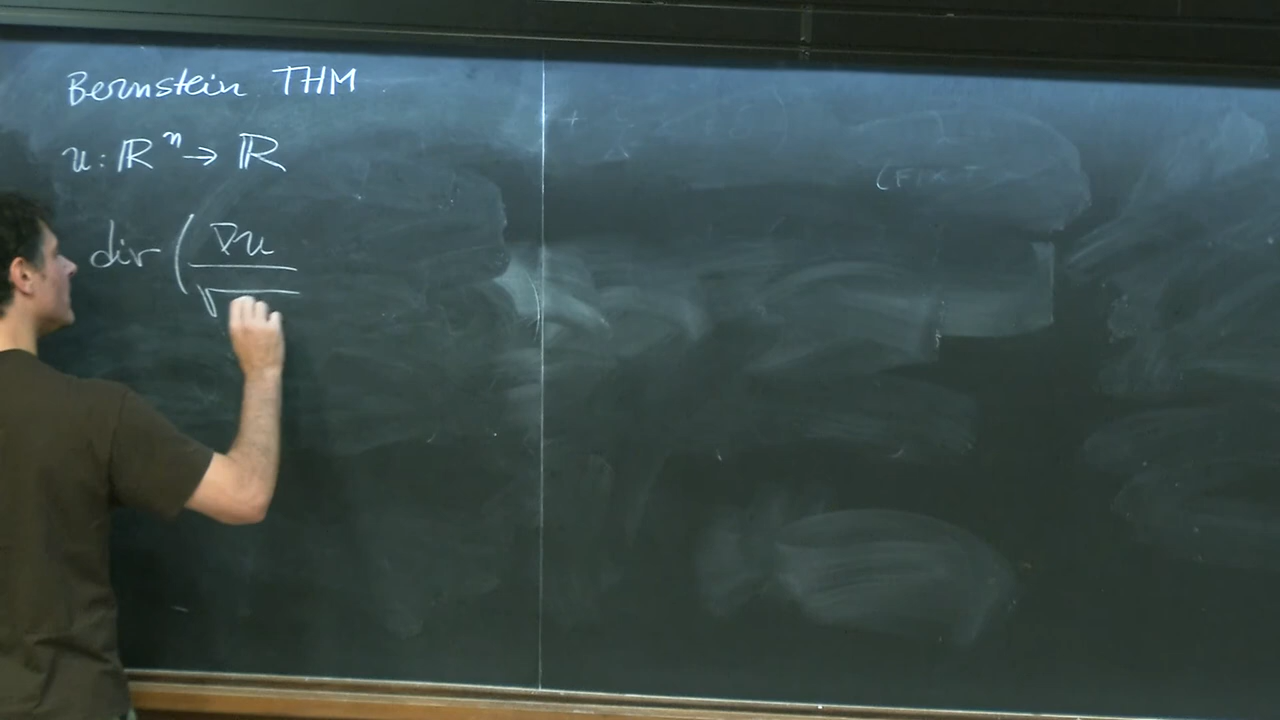 Bernstein THM
u: ℝⁿ → ℝ
div ( ∇u / √